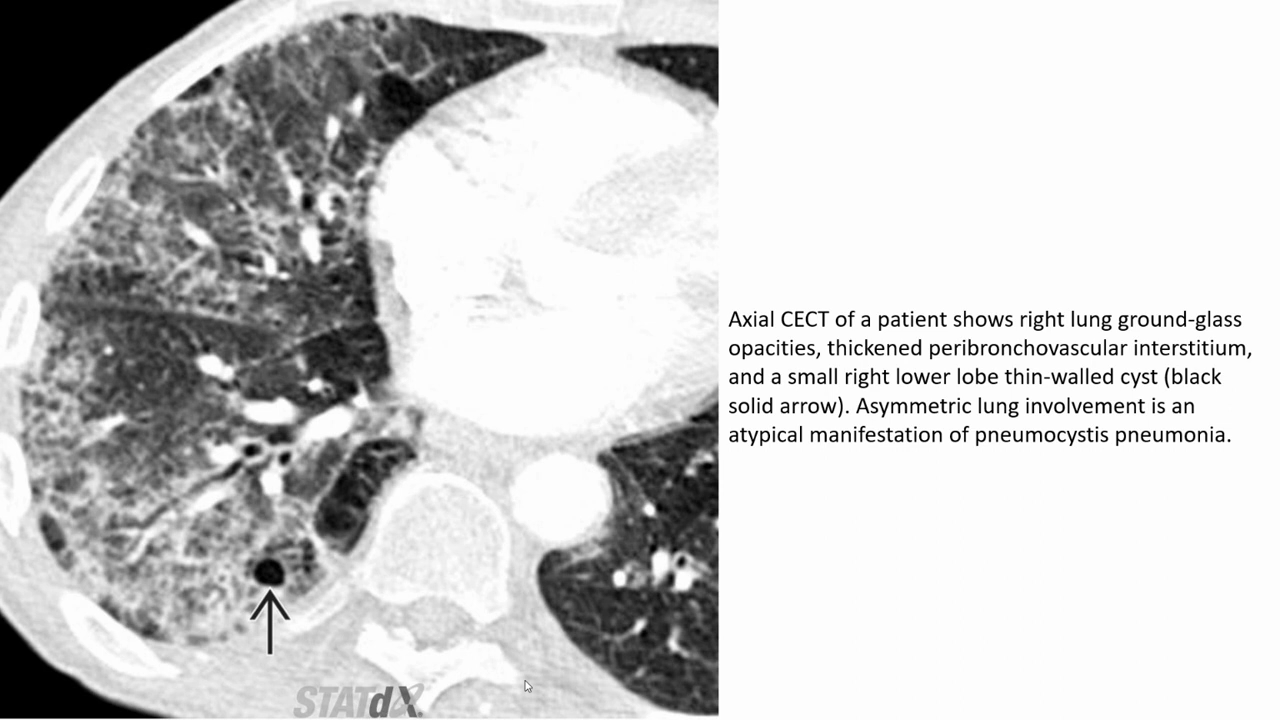 Axial CECT of a patient shows right lung ground-glass
opacities, thickened peribronchovascular interstitium,
and a small right lower lobe thin-walled cyst (black
solid arrow). Asymmetric lung involvement is an
atypical manifestation of pneumocystis pneumonia.
STATdX